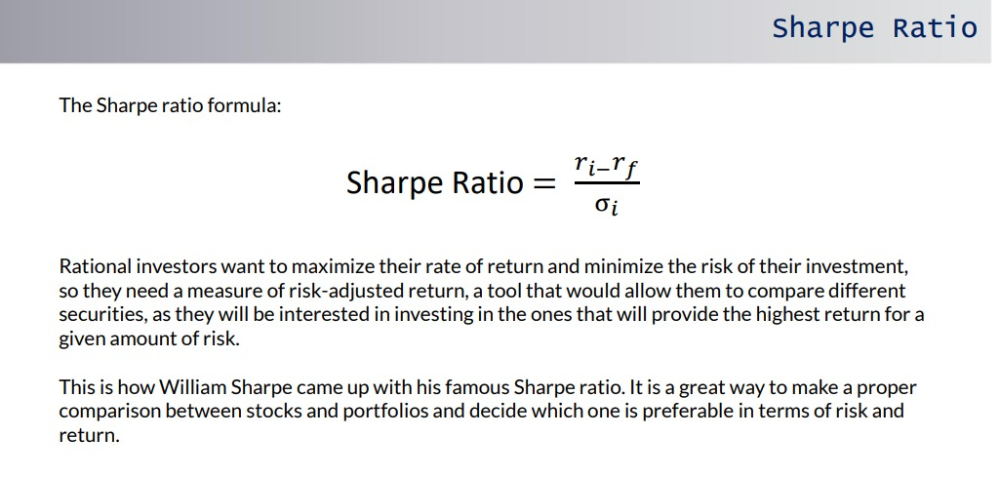 Sharpe Ratio
The Sharpe ratio formula:
Sharpe Ratio = (rᵢ₋r_f)/σᵢ
Rational investors want to maximize their rate of return and minimize the risk of their investment,
so they need a measure of risk-adjusted return, a tool that would allow them to compare different
securities, as they will be interested in investing in the ones that will provide the highest return for a
given amount of risk.
This is how William Sharpe came up with his famous Sharpe ratio. It is a great way to make a proper
comparison between stocks and portfolios and decide which one is preferable in terms of risk and
return.